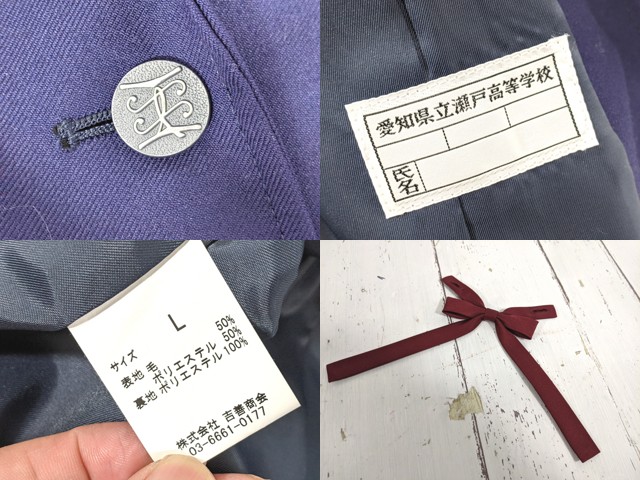 愛知県立瀬戸高等学校
氏名
サイズ L
表地 毛 50%
ポリエステル 50%
裏地 ポリエステル 100%
株式会社 吉善商会
03-6661-0177